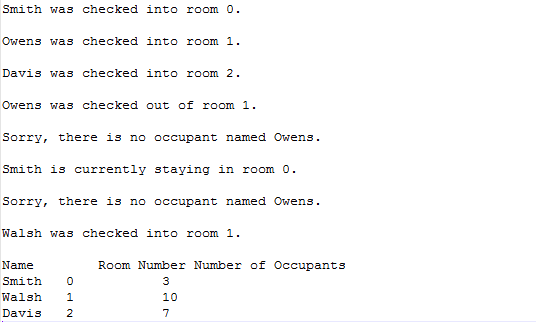 Smith was checked into room 0.
Owens was checked into room 1.
Davis was checked into room 2.
Owens was checked out of room 1.
Sorry, there is no occupant named Owens.
Smith is currently staying in room 0.
Sorry, there is no occupant named Owens.
Walsh was checked into room 1.
Name Room Number Number of Occupants
Smith 0 3
Walsh 1 10
Davis 2 7